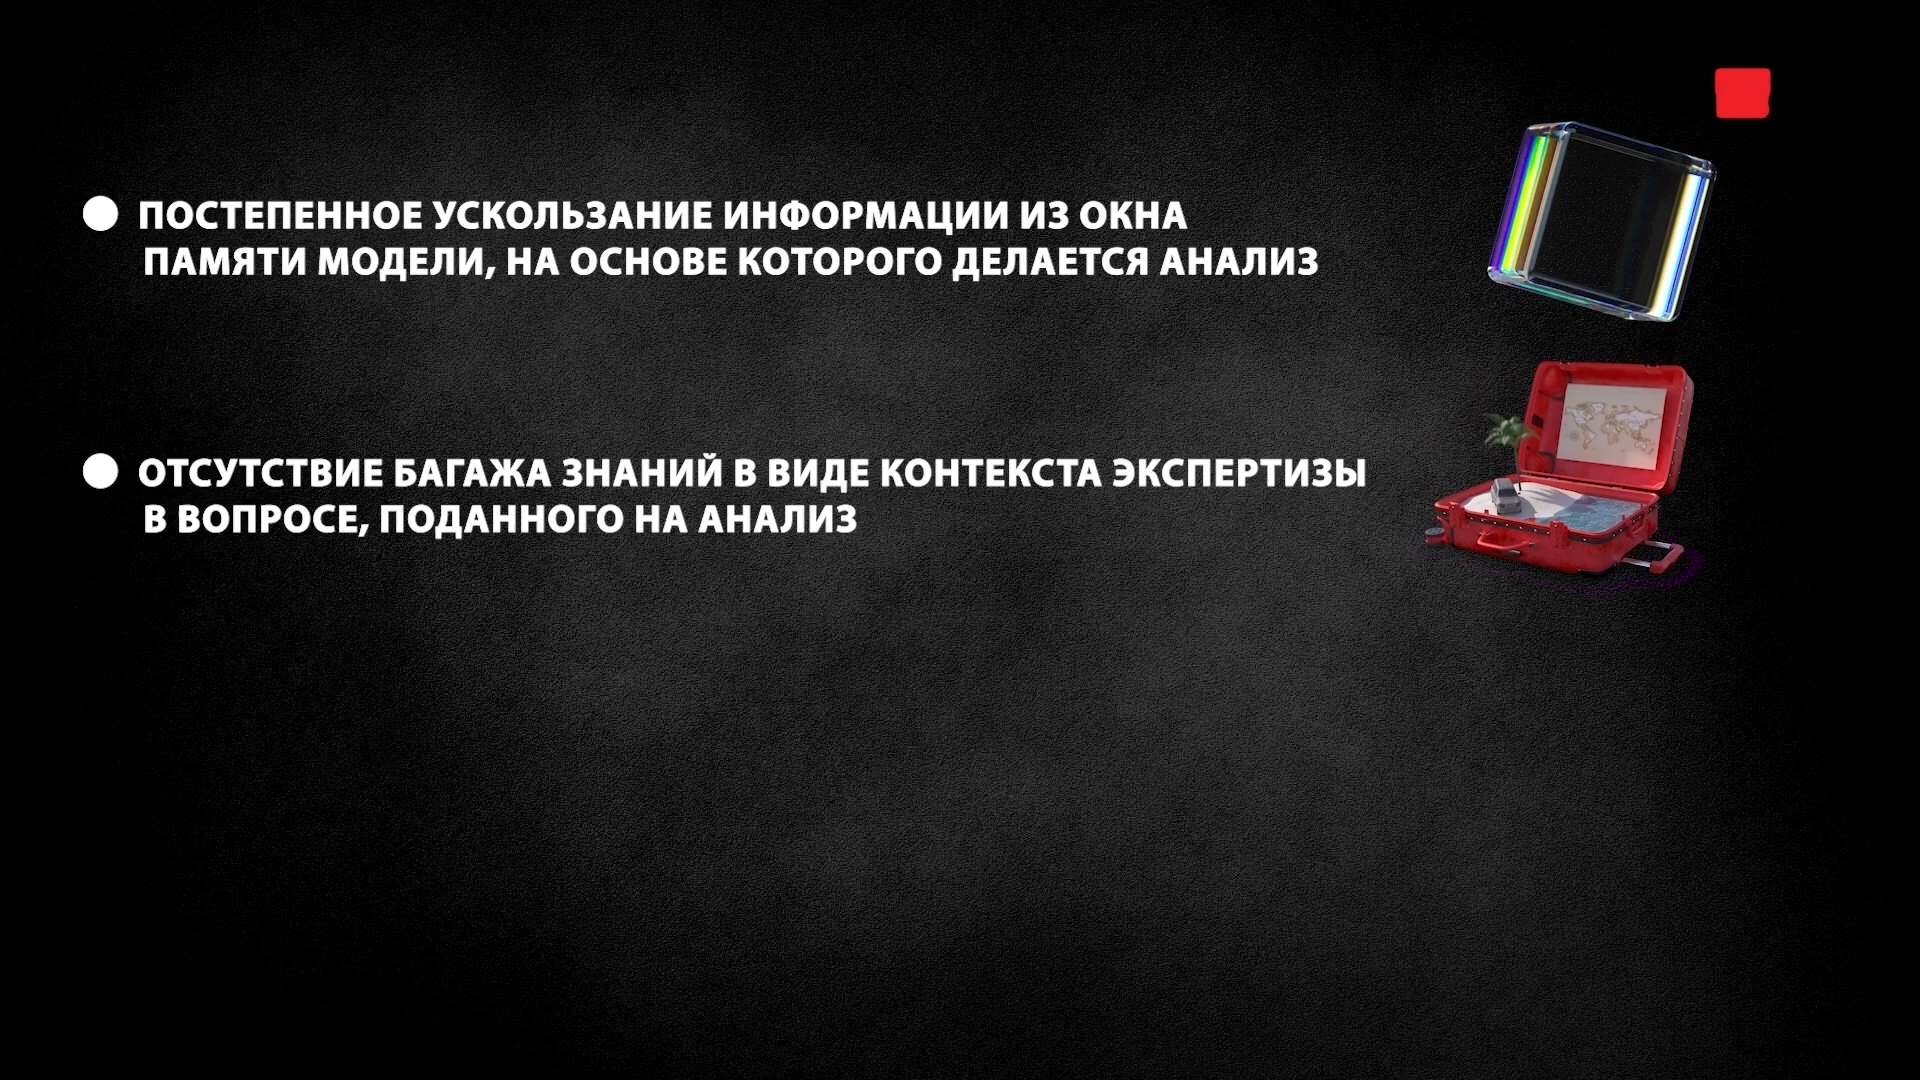 ПОСТЕПЕННОЕ УСКОЛЬЗАНИЕ ИНФОРМАЦИИ ИЗ ОКНА
ПАМЯТИ МОДЕЛИ, НА ОСНОВЕ КОТОРОГО ДЕЛАЕТСЯ АНАЛИЗ
ОТСУТСТВИЕ БАГАЖА ЗНАНИЙ В ВИДЕ КОНТЕКСТА ЭКСПЕРТИЗЫ
В ВОПРОСЕ, ПОДАННОГО НА АНАЛИЗ